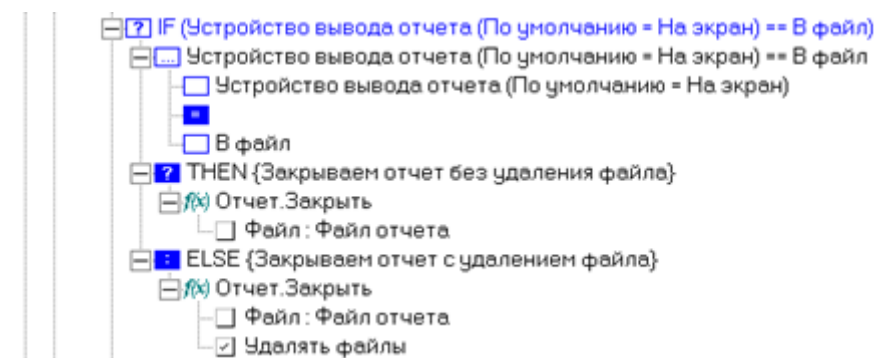 IF (Устройство вывода отчета (По умолчанию = На экран) == В файл)
Устройство вывода отчета (По умолчанию = На экран) == В файл
Устройство вывода отчета (По умолчанию = На экран)
=
В файл
THEN {Закрываем отчет без удаления файла}
f(x) Отчет.Закрыть
Файл : Файл отчета
ELSE {Закрываем отчет с удалением файла}
f(x) Отчет.Закрыть
Файл : Файл отчета
Удалять файлы